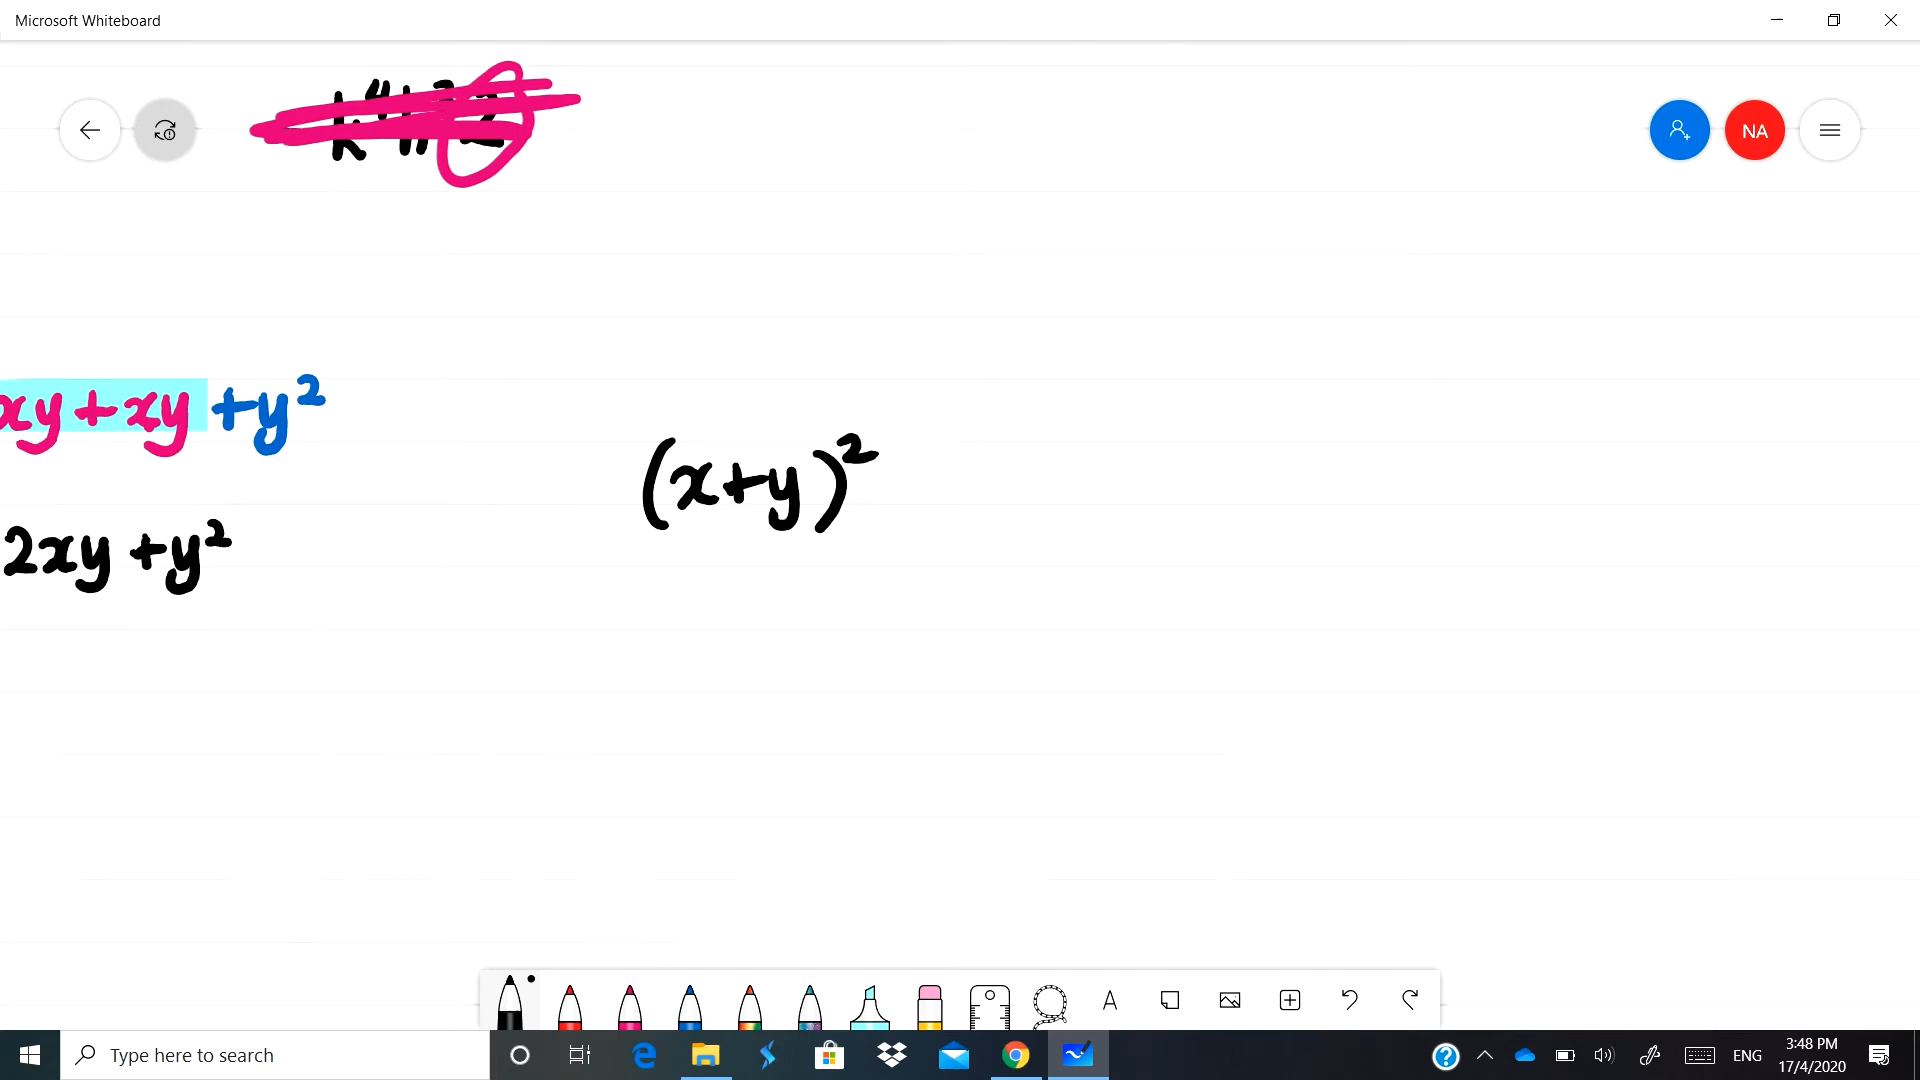 Microsoft Whiteboard
NA
xy+xy +y²
(x+y)²
2xy +y²
A
Type here to search
ENG
3:48 PM
17/4/2020